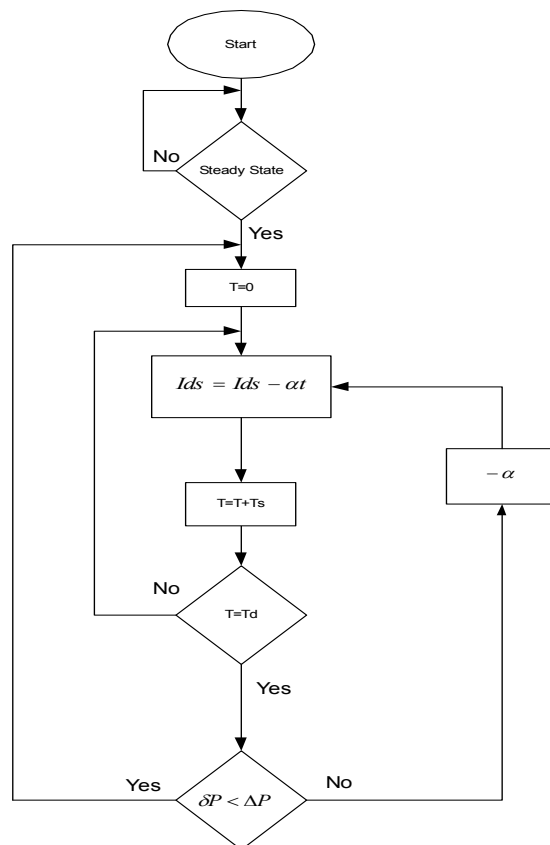 Start
No
Steady State
Yes
T=0
Ids = Ids − αt
− α
T=T+Ts
No
T=Td
Yes
Yes
δP < ΔP
No